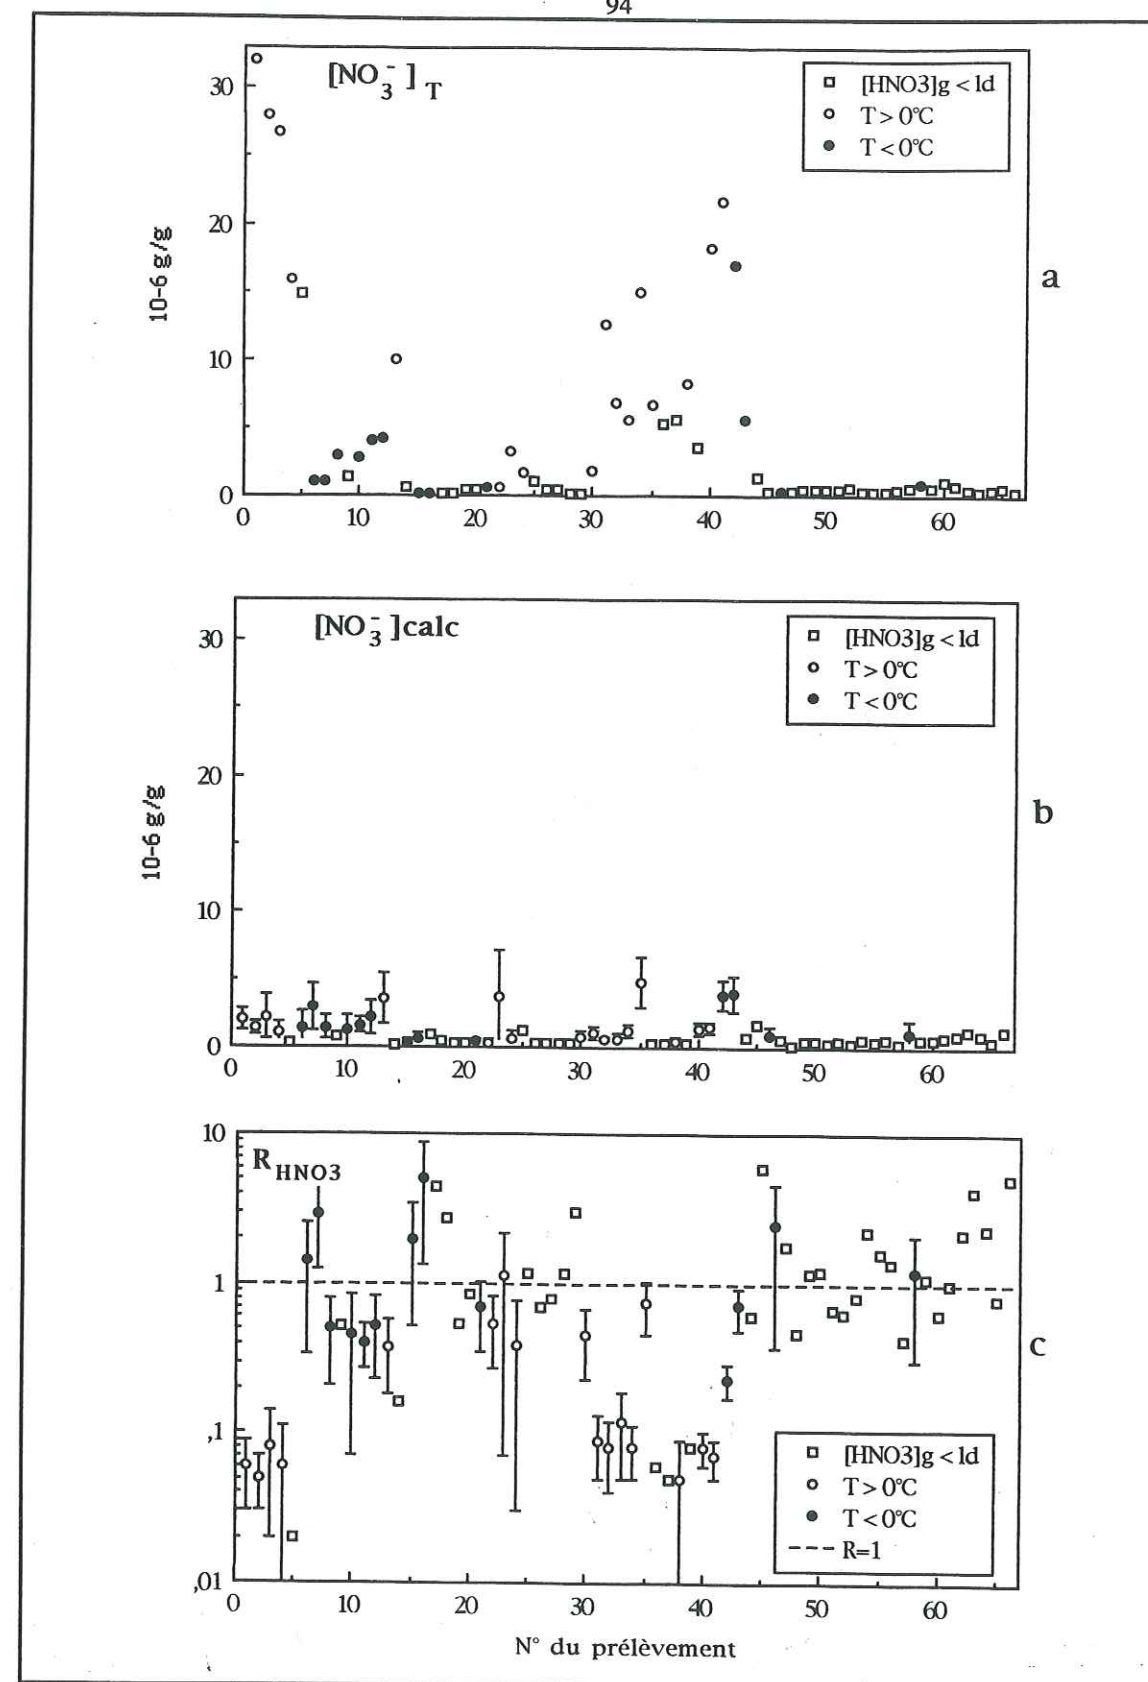 94
[NO3-]T
[HNO3]g < ld
T > 0°C
T < 0°C
30
20
10
0
10-6 g/g
a
0 10 20 30 40 50 60
[NO3-]calc
[HNO3]g < ld
T > 0°C
T < 0°C
30
20
10
0
10-6 g/g
b
0 10 20 30 40 50 60
RHNO3
10
1
,1
,01
c
[HNO3]g < ld
T > 0°C
T < 0°C
R=1
0 10 20 30 40 50 60
N° du prélèvement